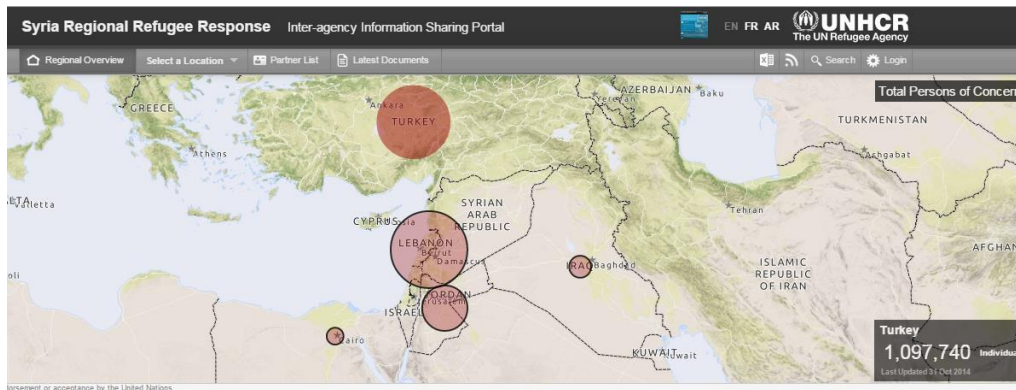 Syria Regional Refugee Response Inter-agency Information Sharing Portal
EN FR AR
UNHCR
The UN Refugee Agency
Regional Overview Select a Location Partner List Latest Documents
Search Login
Total Persons of Concern
GREECE
Ankara
TURKEY
Yerevan
AZERBAIJAN
Baku
TURKMENISTAN
Athens
Ashgabat
Valletta
CYPRUS
SYRIAN
ARAB
REPUBLIC
Tehran
LEBANON
Beirut
Damascus
IRAQ
Baghdad
AFGHAN
ISLAMIC
REPUBLIC
OF IRAN
oli
JORDAN
Jerusalem
ISRAEL
Cairo
KUWAIT
Kuwait
Turkey
1,097,740 Individua
Last Updated 31 Oct 2014
dorsement or acceptance by the United Nations